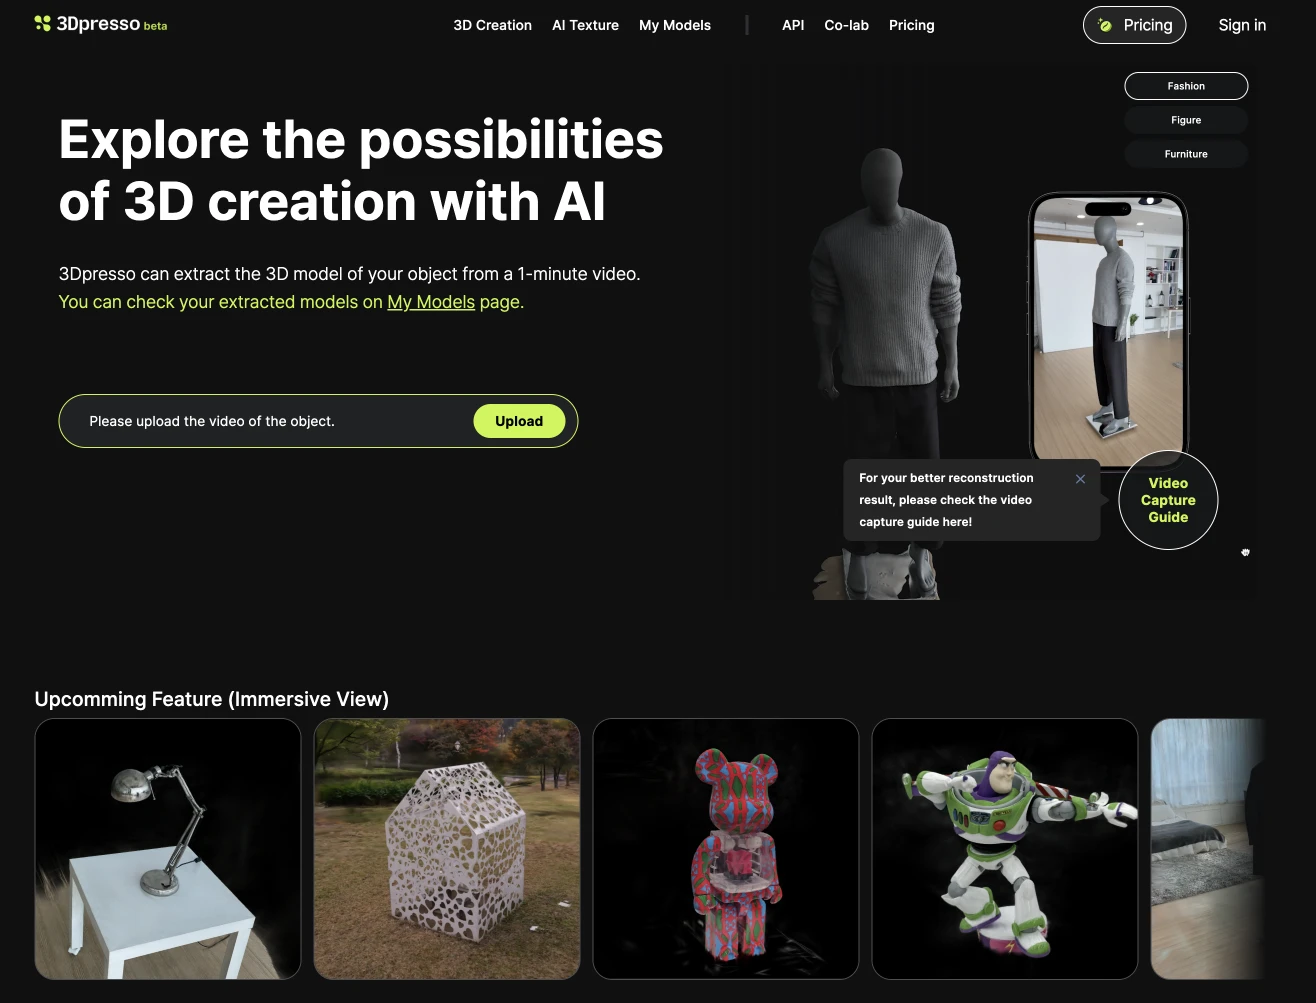 3Dpresso beta
3D Creation AI Texture My Models API Co-lab Pricing
Pricing
Sign in
Explore the possibilities
of 3D creation with AI
3Dpresso can extract the 3D model of your object from a 1-minute video.
You can check your extracted models on My Models page.
Please upload the video of the object.
Upload
Fashion
Figure
Furniture
For your better reconstruction
result, please check the video
capture guide here!
Video
Capture
Guide
Upcomming Feature (Immersive View)